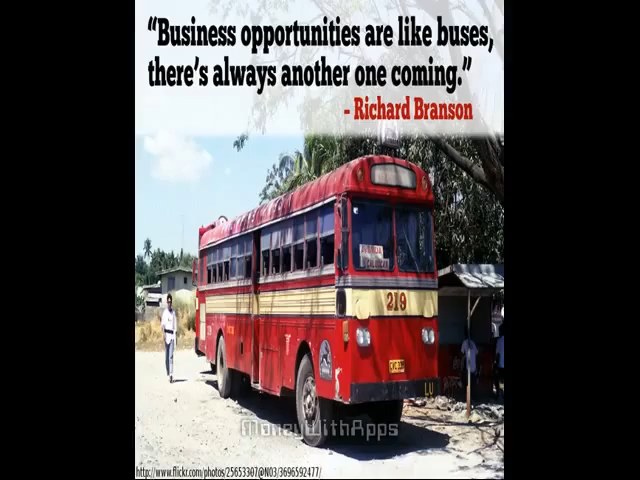 “Business opportunities are like buses,
there’s always another one coming.”
- Richard Branson
219
LU
MoneyWithApps
http://www.flickr.com/photos/25653307@N03/3696592477/